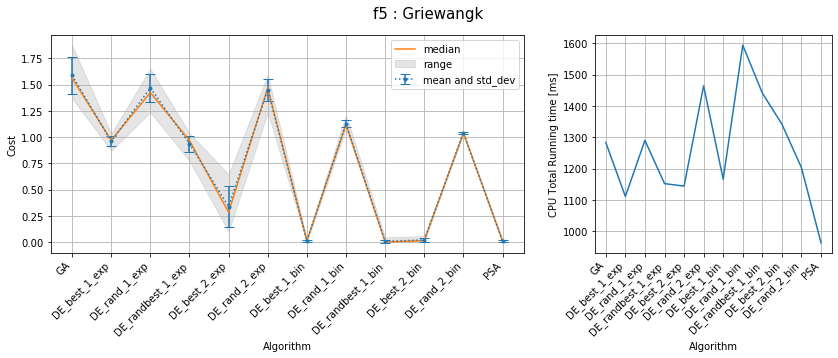 f5 : Griewangk
Cost
1.75
1.50
1.25
1.00
0.75
0.50
0.25
0.00
median
range
mean and std_dev
GA
DE_best_1_exp
DE_rand_1_exp
DE_randbest_1_exp
DE_best_2_exp
DE_rand_2_exp
DE_best_1_bin
DE_rand_1_bin
DE_randbest_1_bin
DE_best_2_bin
DE_rand_2_bin
PSA
Algorithm
CPU Total Running time [ms]
1600
1500
1400
1300
1200
1100
1000
GA
DE_best_1_exp
DE_rand_1_exp
DE_randbest_1_exp
DE_best_2_exp
DE_rand_2_exp
DE_best_1_bin
DE_rand_1_bin
DE_randbest_1_bin
DE_best_2_bin
DE_rand_2_bin
PSA
Algorithm